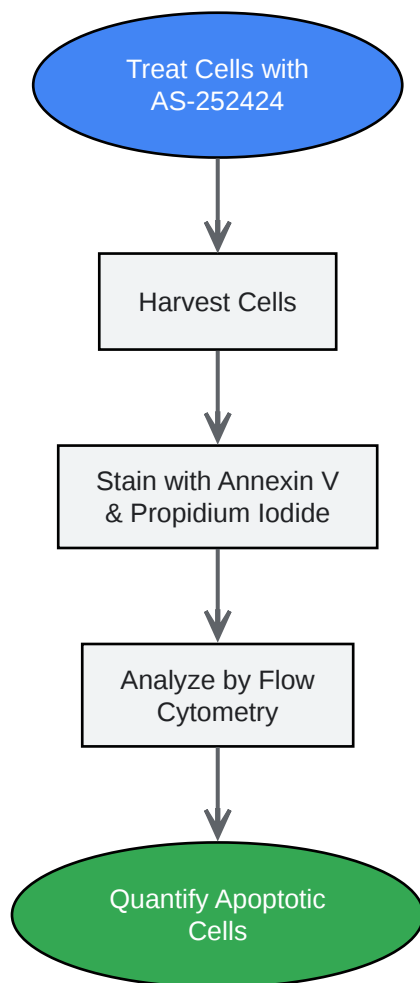 Treat Cells with
AS-252424
Harvest Cells
Stain with Annexin V
& Propidium Iodide
Analyze by Flow
Cytometry
Quantify Apoptotic
Cells